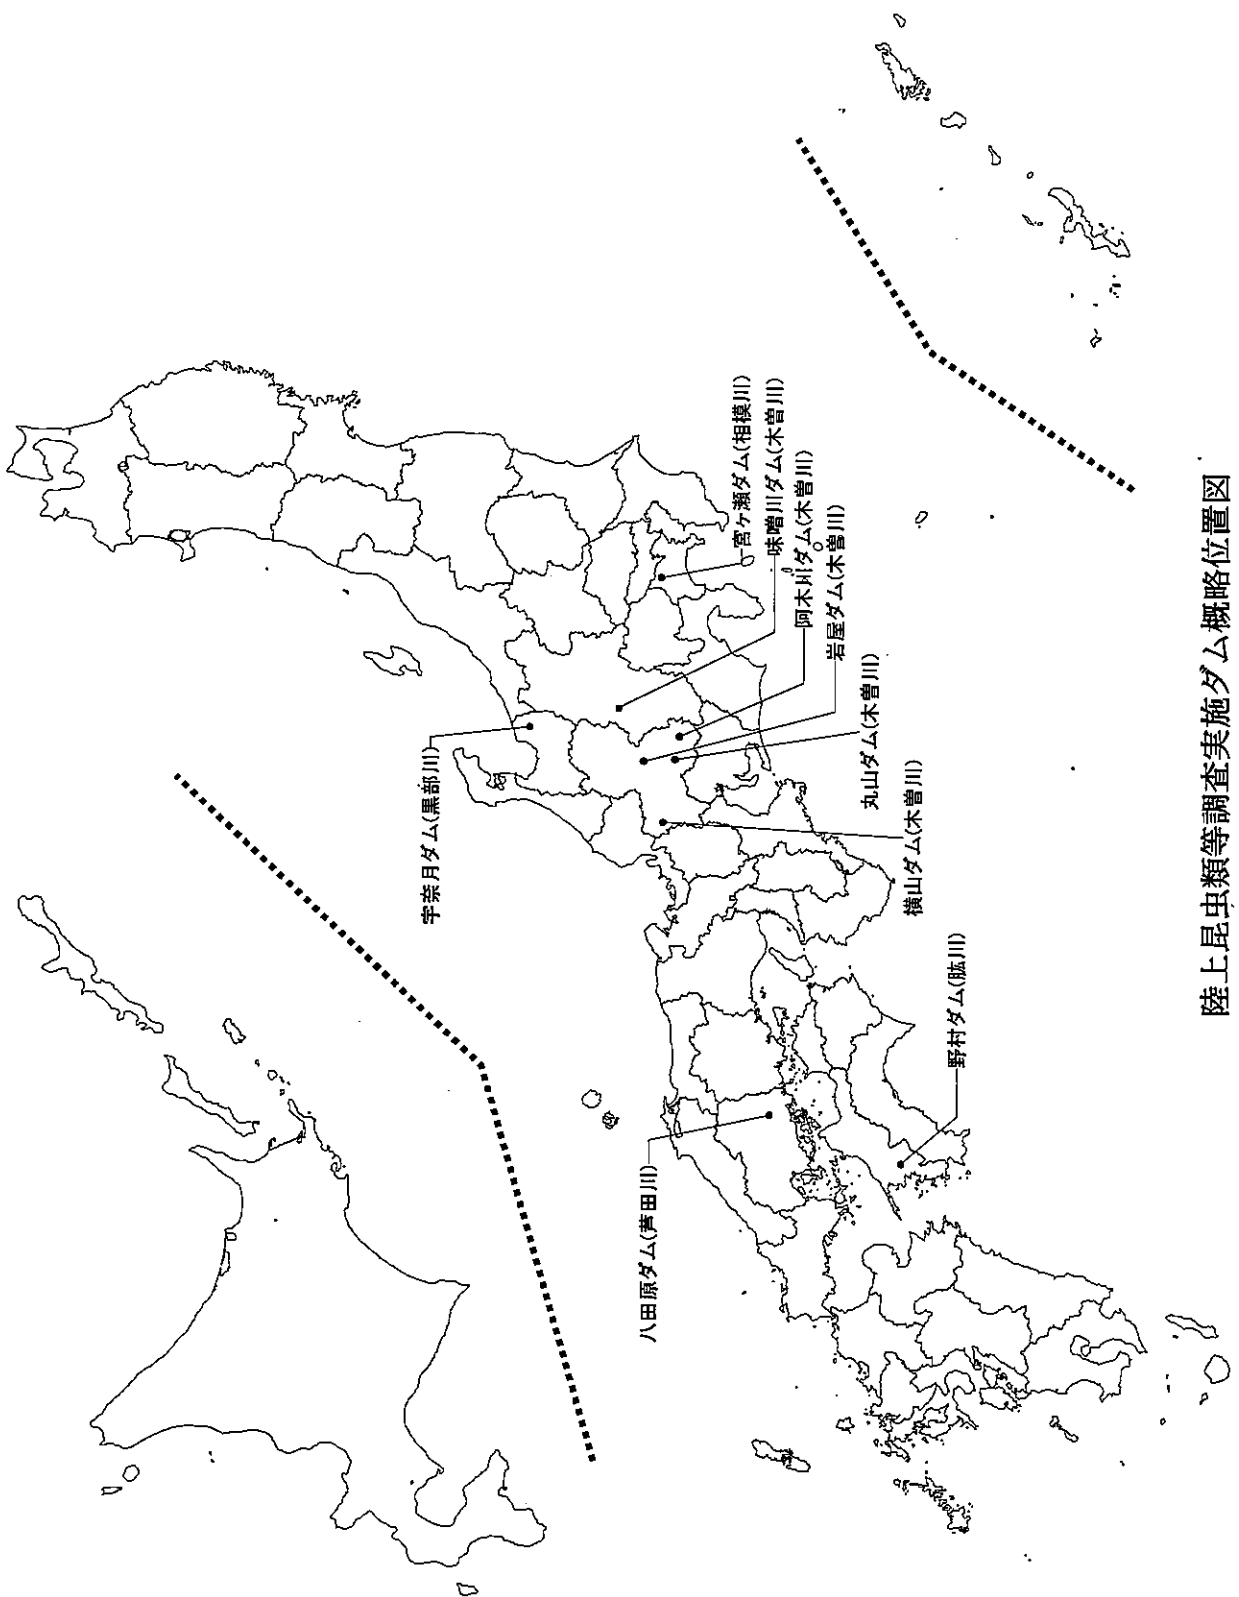 宇奈月ダム(黒部川)
八田原ダム(芦田川)
宮ヶ瀬ダム(相模川)
味噌川ダム(木曽川)
阿木川ダム(木曽川)
岩屋ダム(木曽川)
丸山ダム(木曽川)
横山ダム(木曽川)
野村ダム(肱川)
陸上昆虫類等調査実施ダム概略位置図